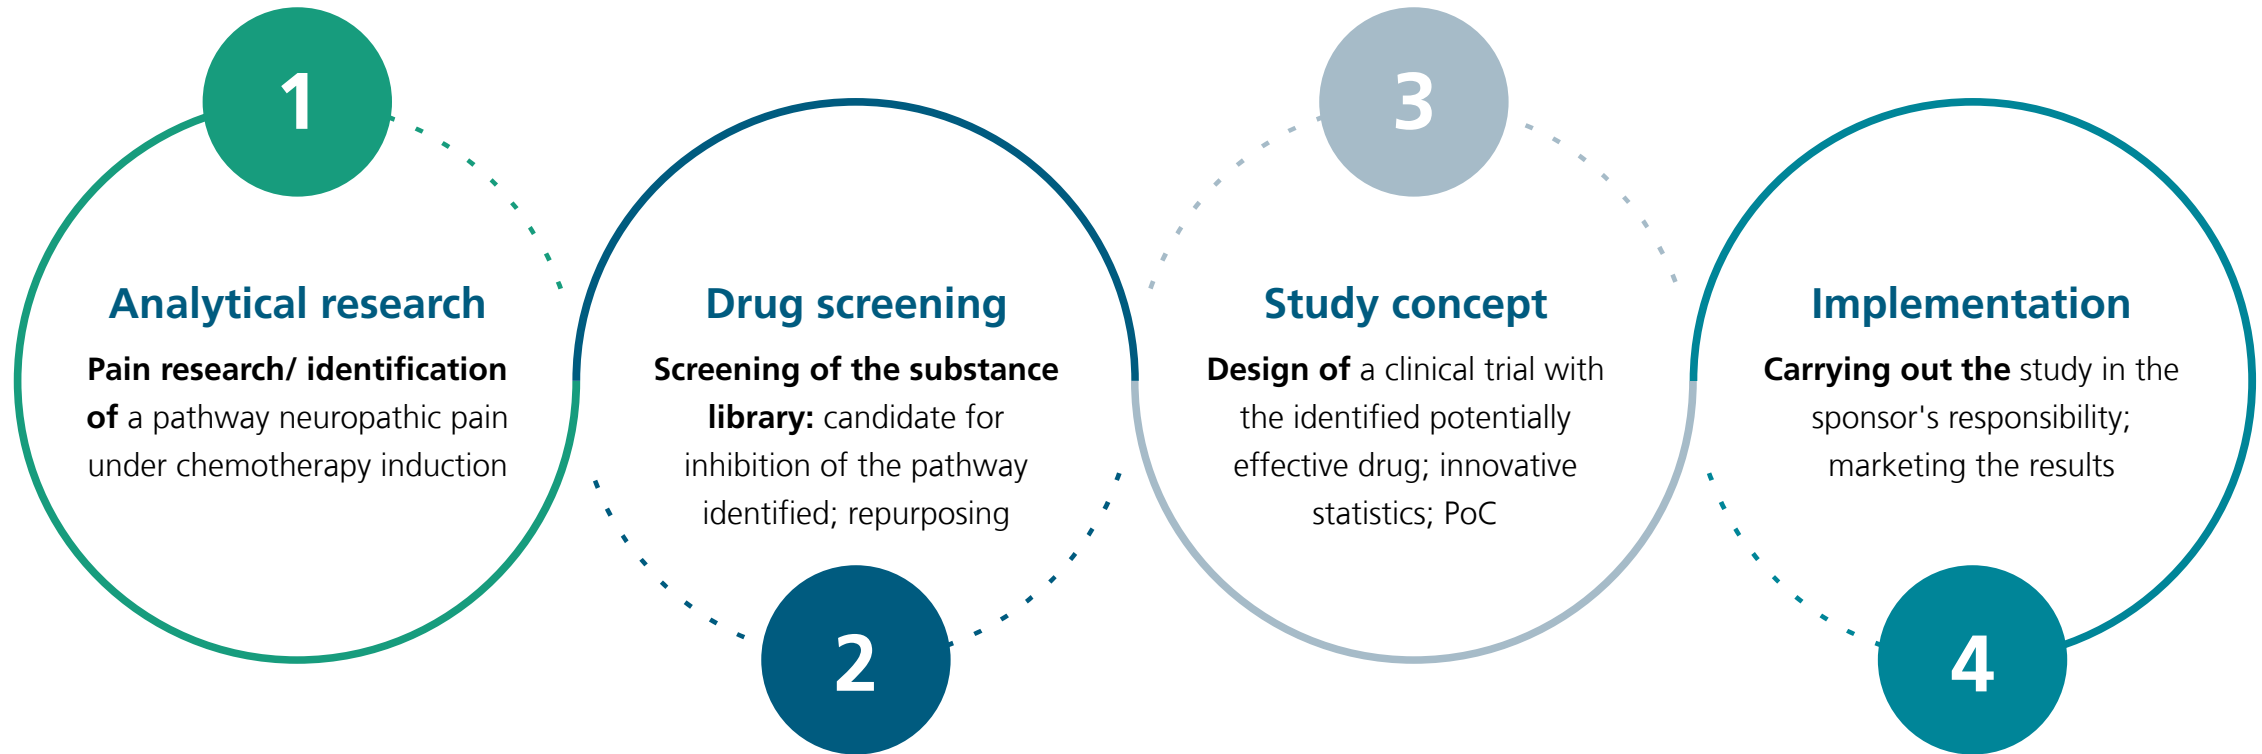 1
Analytical research
Pain research/ identification
of a pathway neuropathic pain
under chemotherapy induction
2
Drug screening
Screening of the substance
library: candidate for
inhibition of the pathway
identified; repurposing
3
Study concept
Design of a clinical trial with
the identified potentially
effective drug; innovative
statistics; PoC
4
Implementation
Carrying out the study in the
sponsor's responsibility;
marketing the results